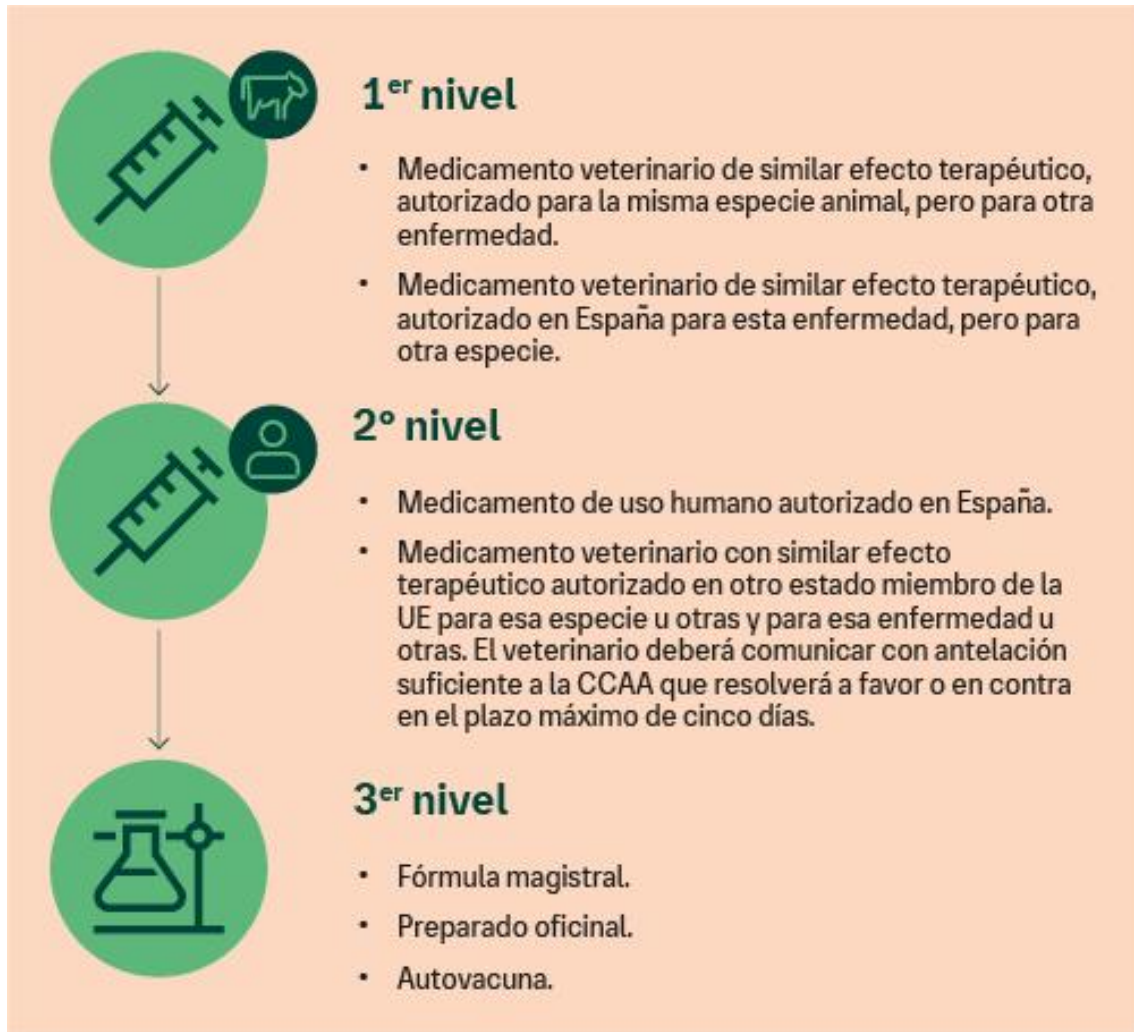 1er nivel
• Medicamento veterinario de similar efecto terapéutico,
autorizado para la misma especie animal, pero para otra
enfermedad.
• Medicamento veterinario de similar efecto terapéutico,
autorizado en España para esta enfermedad, pero para
otra especie.
2º nivel
• Medicamento de uso humano autorizado en España.
• Medicamento veterinario con similar efecto
terapéutico autorizado en otro estado miembro de la
UE para esa especie u otras y para esa enfermedad u
otras. El veterinario deberá comunicar con antelación
suficiente a la CCAA que resolverá a favor o en contra
en el plazo máximo de cinco días.
3er nivel
• Fórmula magistral.
• Preparado oficinal.
• Autovacuna.